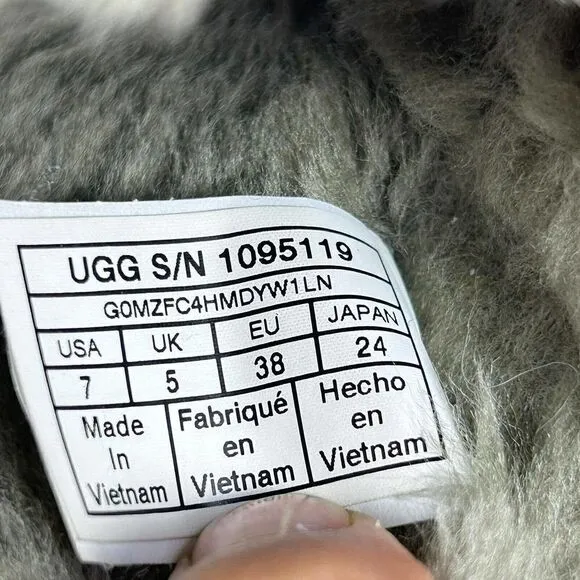 UGG S/N 1095119
G0MZFC4HMDYW1LN
USA UK EU JAPAN
7 5 38 24
Made In Vietnam
Fabriqué en Vietnam
Hecho en Vietnam